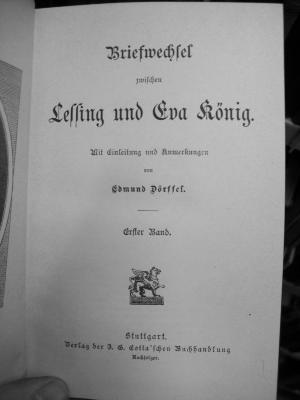 Briefwechsel
zwischen
Lessing und Eva König.
Mit Einleitung und Anmerkungen
von
Edmund Dörffel.
Erster Band.
Stuttgart.
Verlag der J. G. Cotta'schen Buchhandlung
Nachfolger.